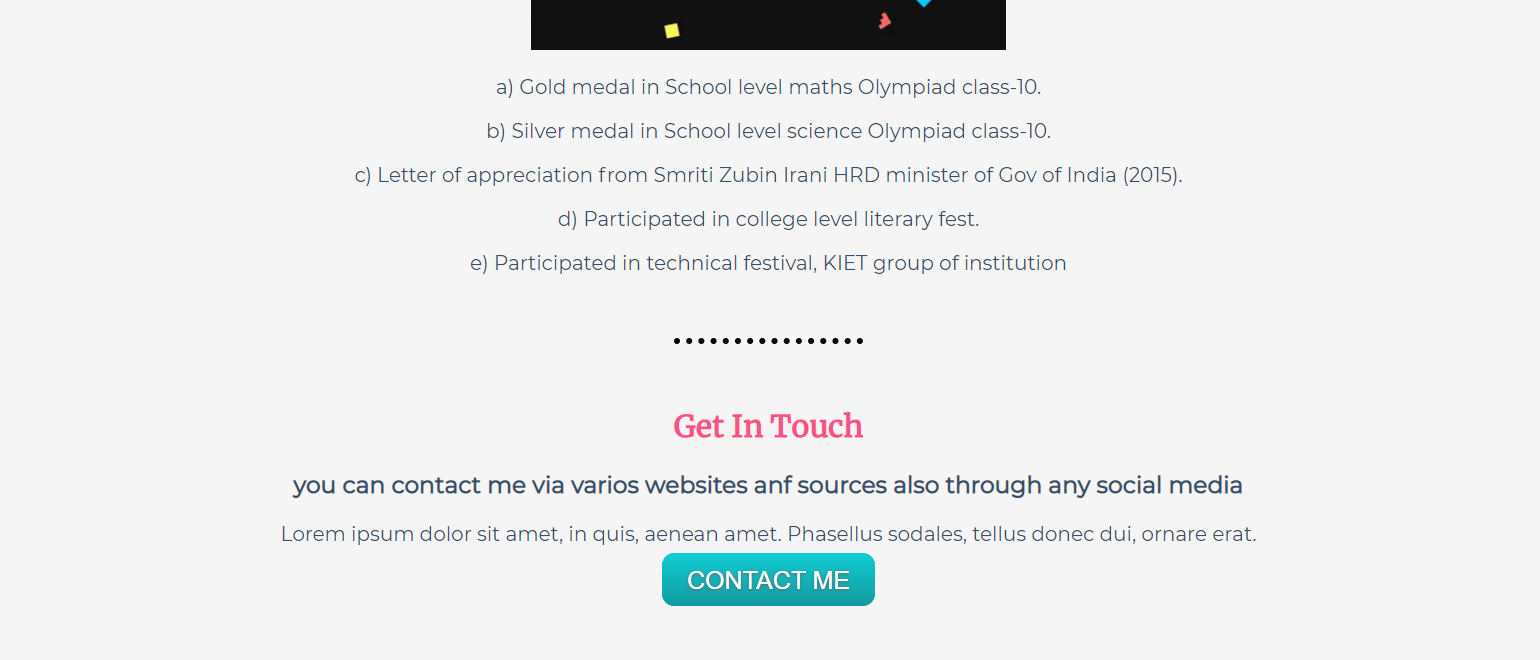 a) Gold medal in School level maths Olympiad class-10.
b) Silver medal in School level science Olympiad class-10.
c) Letter of appreciation from Smriti Zubin Irani HRD minister of Gov of India (2015).
d) Participated in college level literary fest.
e) Participated in technical festival, KIET group of institution
Get In Touch
you can contact me via varios websites anf sources also through any social media
Lorem ipsum dolor sit amet, in quis, aenean amet. Phasellus sodales, tellus donec dui, ornare erat.
CONTACT ME